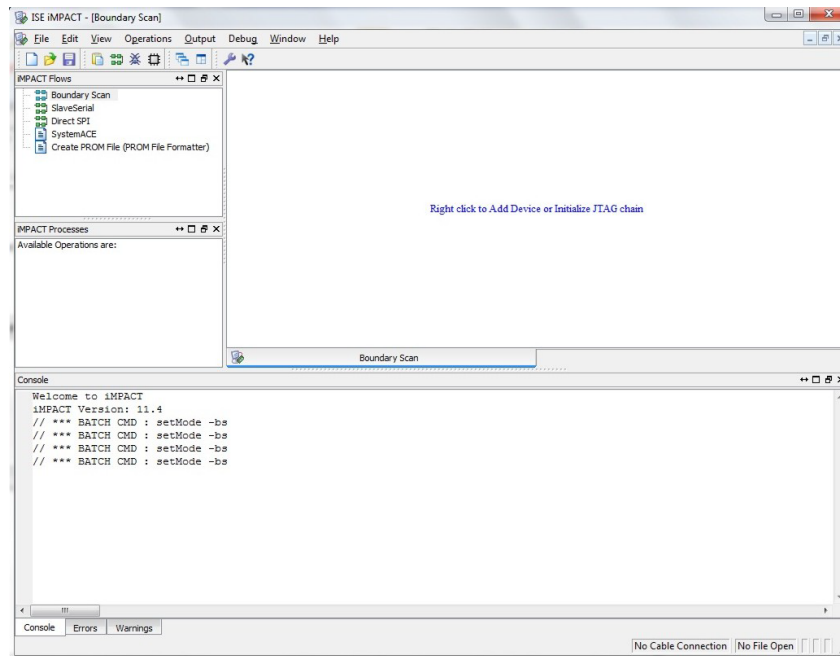 ISE iMPACT - [Boundary Scan]
File Edit View Operations Output Debug Window Help
iMPACT Flows
Boundary Scan
SlaveSerial
Direct SPI
SystemACE
Create PROM File (PROM File Formatter)
Right click to Add Device or Initialize JTAG chain
iMPACT Processes
Available Operations are:
Boundary Scan
Console
Welcome to iMPACT
iMPACT Version: 11.4
// *** BATCH CMD : setMode -bs
// *** BATCH CMD : setMode -bs
// *** BATCH CMD : setMode -bs
// *** BATCH CMD : setMode -bs
Console Errors Warnings
No Cable Connection No File Open